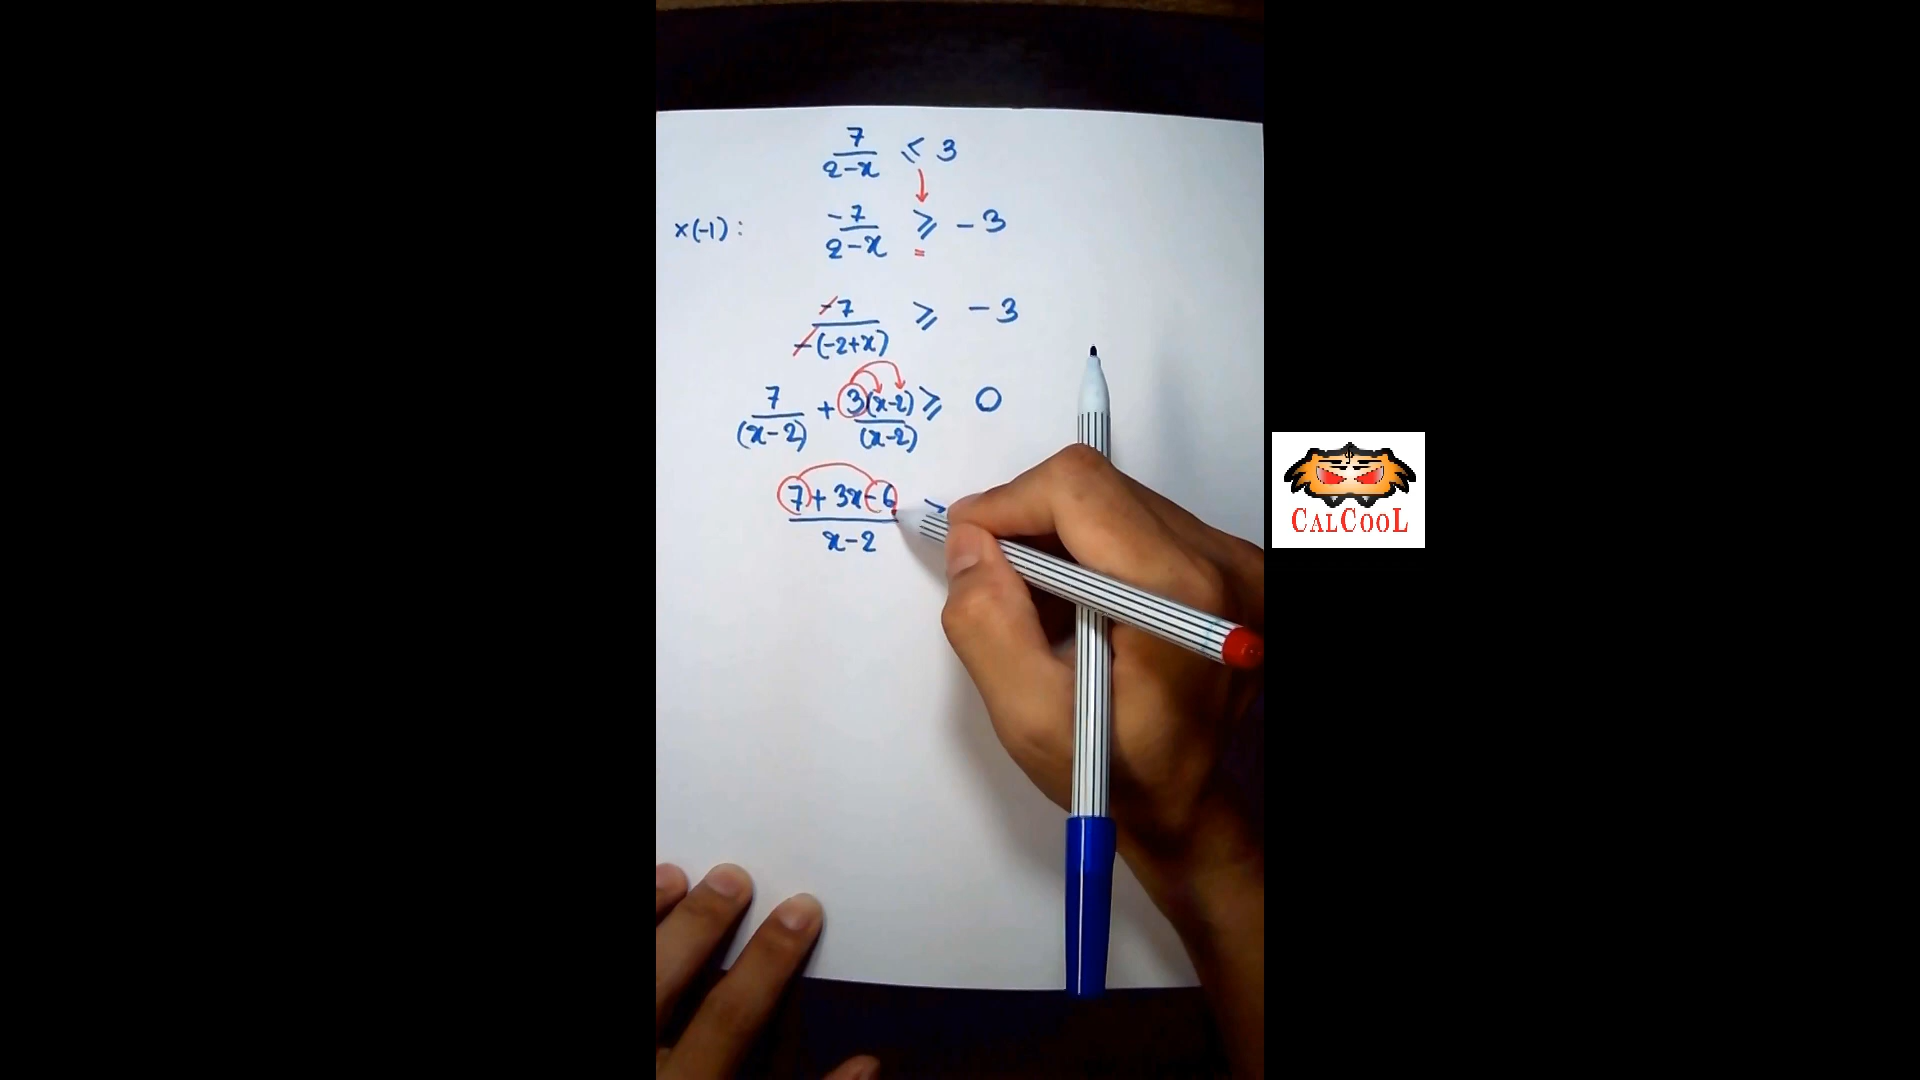 7/(2-x) ≤ 3
x(-1): -7/(2-x) ≥ -3
-7/-(-2+x) ≥ -3
7/(x-2) + 3(x-2)/(x-2) ≥ 0
7+3x-6/x-2
CALCOOL